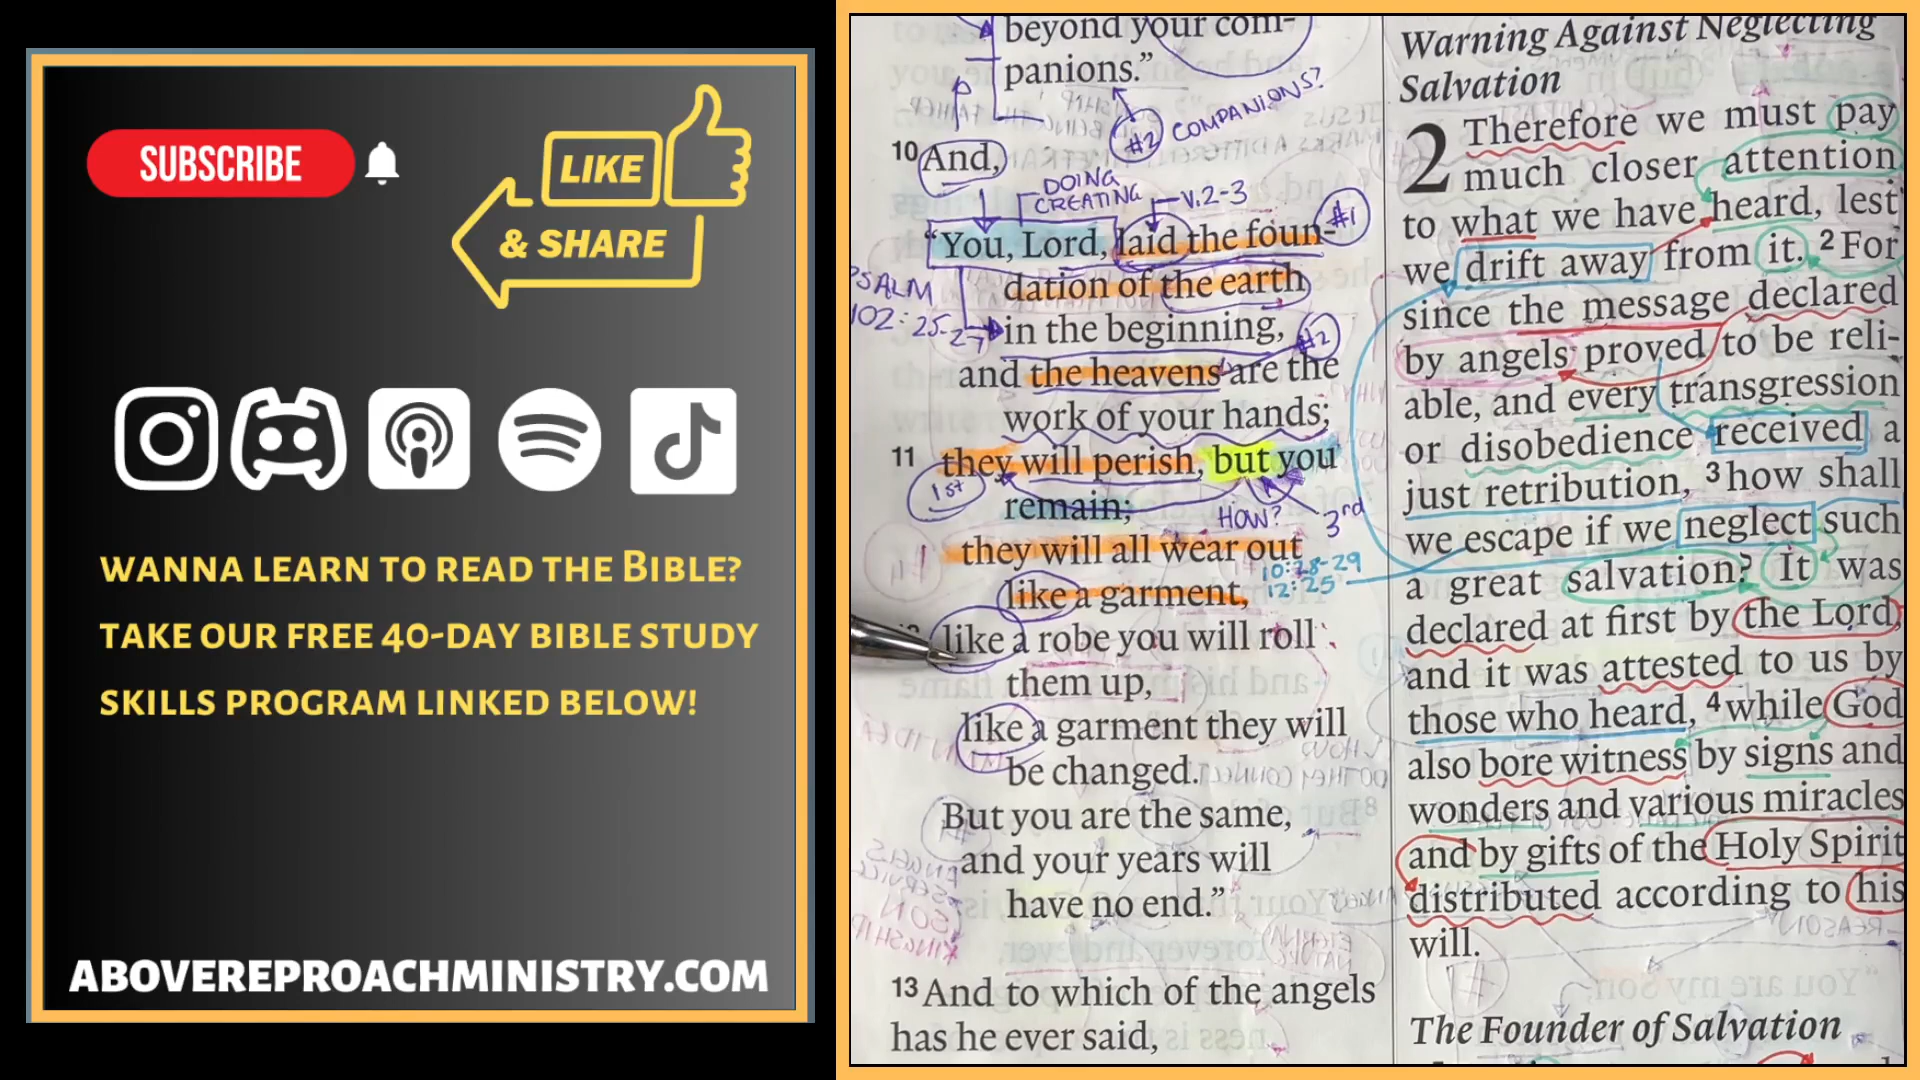 SUBSCRIBE
LIKE
& SHARE
WANNA LEARN TO READ THE BIBLE?
TAKE OUR FREE 40-DAY BIBLE STUDY
SKILLS PROGRAM LINKED BELOW!
ABOVEREPROACHMINISTRY.COM
beyond your com-
panions.”
#2 COMPANIONS?
10 And,
DOING
CREATING
V.2-3
#1
“You, Lord, laid the foun-
dation of the earth
PSALM
102:25-27
in the beginning,
#2
and the heavens are the
work of your hands;
11 they will perish, but you
1st
remain;
HOW?
3rd
they will all wear out
10:28-29
12:25
like a garment,
like a robe you will roll
them up,
like a garment they will
be changed.
But you are the same,
and your years will
have no end.”
13 And to which of the angels
has he ever said,
Warning Against Neglecting
Salvation
2 Therefore we must pay
much closer attention
to what we have heard, lest
we drift away from it. 2 For
since the message declared
by angels proved to be reli-
able, and every transgression
or disobedience received a
just retribution, 3 how shall
we escape if we neglect such
a great salvation? It was
declared at first by the Lord,
and it was attested to us by
those who heard, 4 while God
also bore witness by signs and
wonders and various miracles
and by gifts of the Holy Spirit
distributed according to his
will.
The Founder of Salvation